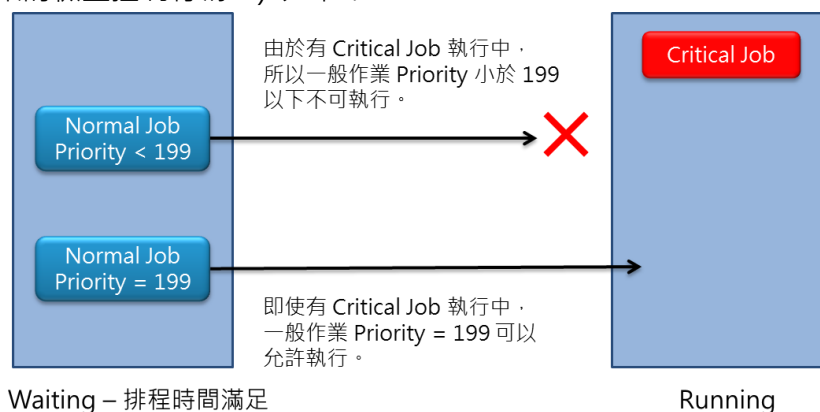 由於有 Critical Job 執行中，
所以一般作業 Priority 小於 199
以下不可執行。
Critical Job
Normal Job
Priority < 199
Normal Job
Priority = 199
即使有 Critical Job 執行中，
一般作業 Priority = 199 可以
允許執行。
Waiting – 排程時間滿足
Running